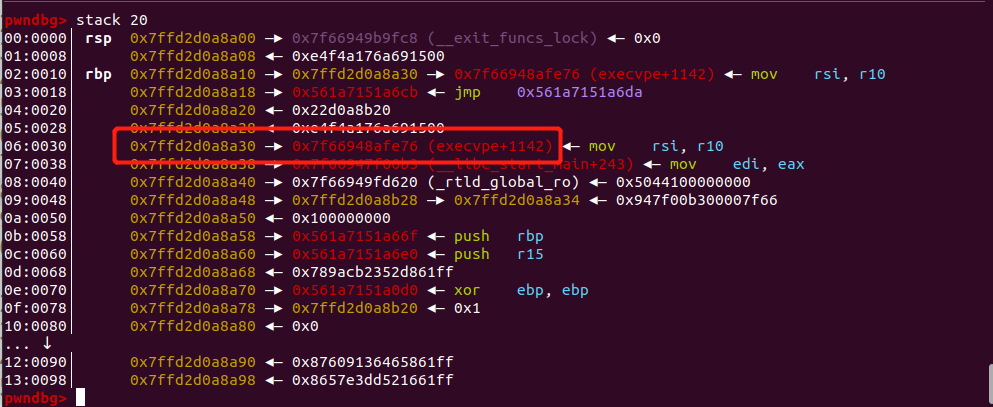 pwndbg> stack 20
00:0000│ rsp 0x7ffd2d0a8a00 —▸ 0x7f66949b9fc8 (__exit_funcs_lock) ◂— 0x0
01:0008│ 0x7ffd2d0a8a08 ◂— 0xe4f4a176a691500
02:0010│ rbp 0x7ffd2d0a8a10 —▸ 0x7ffd2d0a8a30 —▸ 0x7f66948afe76 (execvpe+1142) ◂— mov rsi, r10
03:0018│ 0x7ffd2d0a8a18 —▸ 0x561a7151a6cb ◂— jmp 0x561a7151a6da
04:0020│ 0x7ffd2d0a8a20 ◂— 0x22d0a8b20
05:0028│ 0x7ffd2d0a8a28 ◂— 0xe4f4a176a691500
06:0030│ 0x7ffd2d0a8a30 —▸ 0x7f66948afe76 (execvpe+1142) ◂— mov rsi, r10
07:0038│ 0x7ffd2d0a8a38 —▸ 0x7f66947f00b3 (__libc_start_main+243) ◂— mov edi, eax
08:0040│ 0x7ffd2d0a8a40 —▸ 0x7f66949fd620 (_rtld_global_ro) ◂— 0x5044100000000
09:0048│ 0x7ffd2d0a8a48 —▸ 0x7ffd2d0a8b28 —▸ 0x7ffd2d0a8a34 ◂— 0x947f00b300007f66
0a:0050│ 0x7ffd2d0a8a50 ◂— 0x100000000
0b:0058│ 0x7ffd2d0a8a58 —▸ 0x561a7151a66f ◂— push rbp
0c:0060│ 0x7ffd2d0a8a60 —▸ 0x561a7151a6e0 ◂— push r15
0d:0068│ 0x7ffd2d0a8a68 ◂— 0x789acb2352d861ff
0e:0070│ 0x7ffd2d0a8a70 —▸ 0x561a7151a0d0 ◂— xor ebp, ebp
0f:0078│ 0x7ffd2d0a8a78 —▸ 0x7ffd2d0a8b20 ◂— 0x1
10:0080│ 0x7ffd2d0a8a80 ◂— 0x0
... ↓
12:0090│ 0x7ffd2d0a8a90 ◂— 0x87609136465861ff
13:0098│ 0x7ffd2d0a8a98 ◂— 0x8657e3dd521661ff
pwndbg>